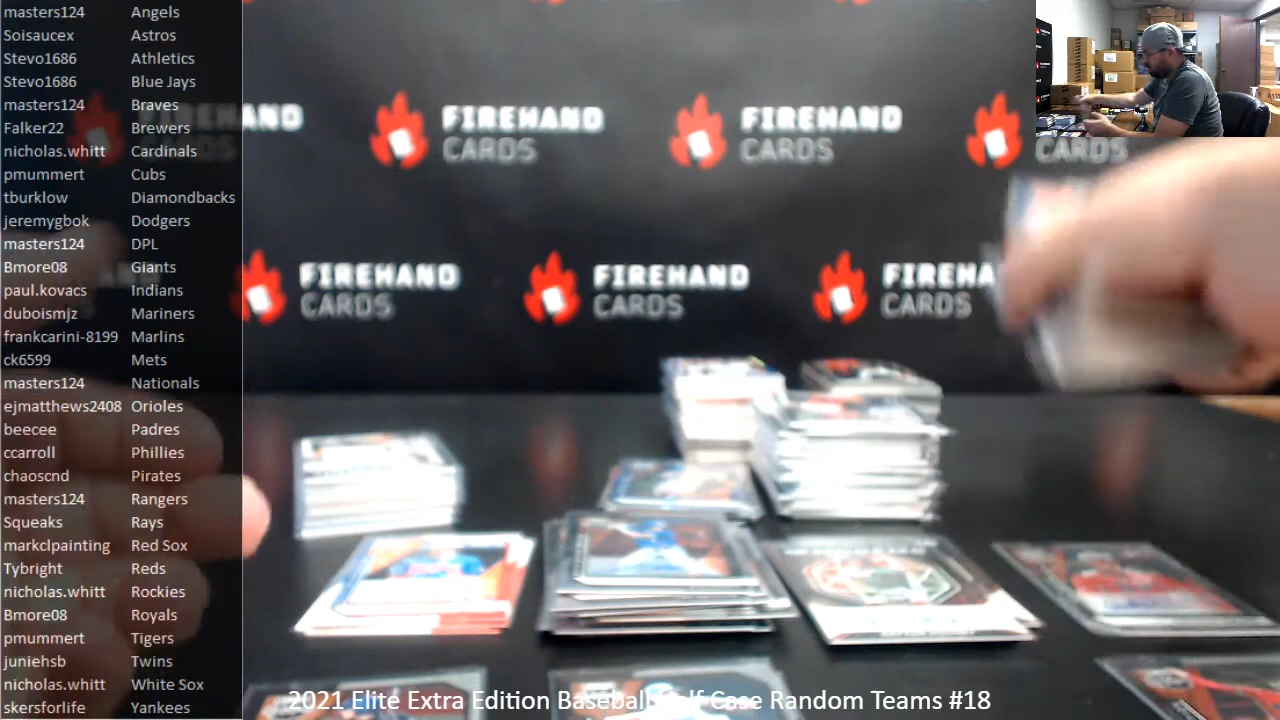 masters124 Angels
Soisaucex Astros
Stevo1686 Athletics
Stevo1686 Blue Jays
masters124 Braves
Falker22 Brewers
nicholas.whitt Cardinals
pmummert Cubs
tburklow Diamondbacks
jeremygbok Dodgers
masters124 DPL
Bmore08 Giants
paul.kovacs Indians
duboismjz Mariners
frankcarini-8199 Marlins
ck6599 Mets
masters124 Nationals
ejmatthews2408 Orioles
beecee Padres
ccarroll Phillies
chaoscnd Pirates
masters124 Rangers
Squeaks Rays
markclpainting Red Sox
Tybright Reds
nicholas.whitt Rockies
Bmore08 Royals
pmummert Tigers
juniehsb Twins
nicholas.whitt White Sox
skersforlife Yankees
FIREHAND
CARDS
FIREHAND
CARDS
CARDS
FIREHAND
CARDS
FIREHAND
CARDS
FIREHA
CARDS
2021 Elite Extra Edition Baseball Half Case Random Teams #18